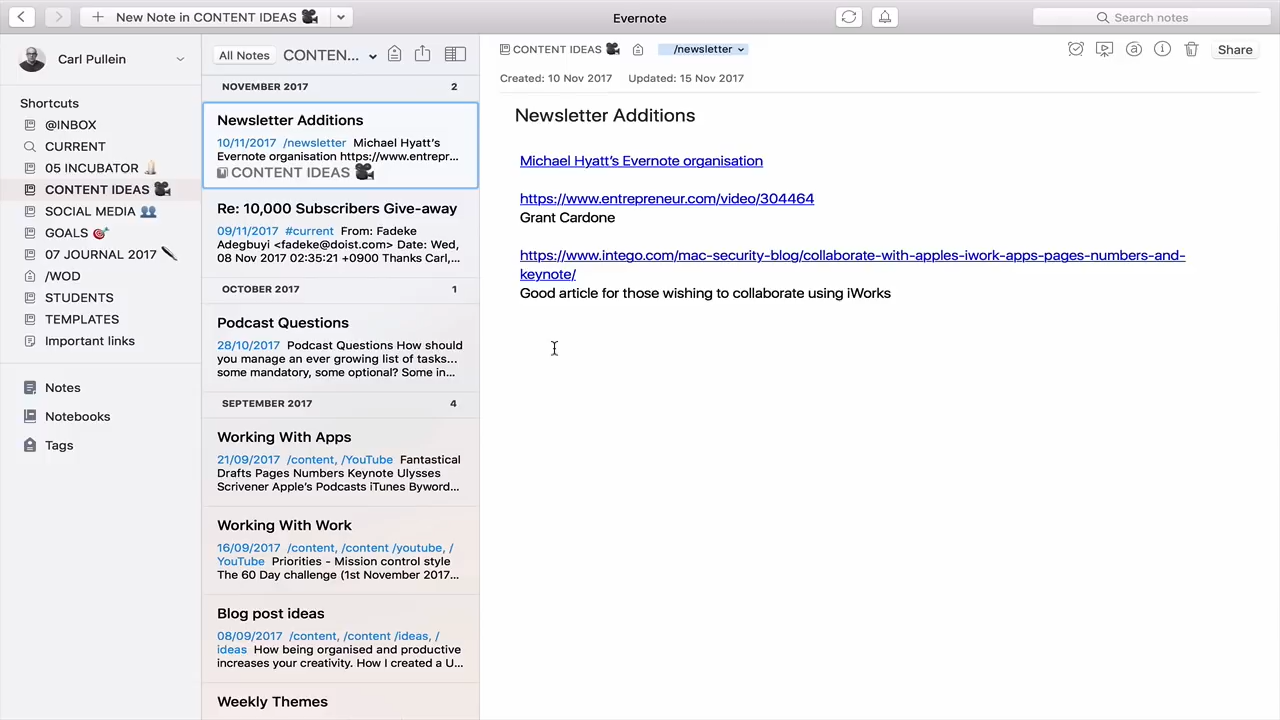 New Note in CONTENT IDEAS
Evernote
Search notes
Carl Pullein
Shortcuts
@INBOX
CURRENT
05 INCUBATOR
CONTENT IDEAS
SOCIAL MEDIA
GOALS
07 JOURNAL 2017
/WOD
STUDENTS
TEMPLATES
Important links
Notes
Notebooks
Tags
All Notes CONTEN...
NOVEMBER 2017 2
Newsletter Additions
10/11/2017 /newsletter Michael Hyatt's
Evernote organisation https://www.entrepr...
CONTENT IDEAS
Re: 10,000 Subscribers Give-away
09/11/2017 #current From: Fadeke
Adegbuyi <fadeke@doist.com> Date: Wed,
08 Nov 2017 02:35:21 +0900 Thanks Carl,...
OCTOBER 2017 1
Podcast Questions
28/10/2017 Podcast Questions How should
you manage an ever growing list of tasks...
some mandatory, some optional? Some in...
SEPTEMBER 2017 4
Working With Apps
21/09/2017 /content, /YouTube Fantastical
Drafts Pages Numbers Keynote Ulysses
Scrivener Apple's Podcasts iTunes Byword...
Working With Work
16/09/2017 /content, /content /youtube, /
YouTube Priorities - Mission control style
The 60 Day challenge (1st November 2017...
Blog post ideas
08/09/2017 /content, /content /ideas, /
ideas How being organised and productive
increases your creativity. How I created a U...
Weekly Themes
CONTENT IDEAS /newsletter
Share
Created: 10 Nov 2017 Updated: 15 Nov 2017
Newsletter Additions
Michael Hyatt's Evernote organisation
https://www.entrepreneur.com/video/304464
Grant Cardone
https://www.intego.com/mac-security-blog/collaborate-with-apples-iwork-apps-pages-numbers-and-
keynote/
Good article for those wishing to collaborate using iWorks